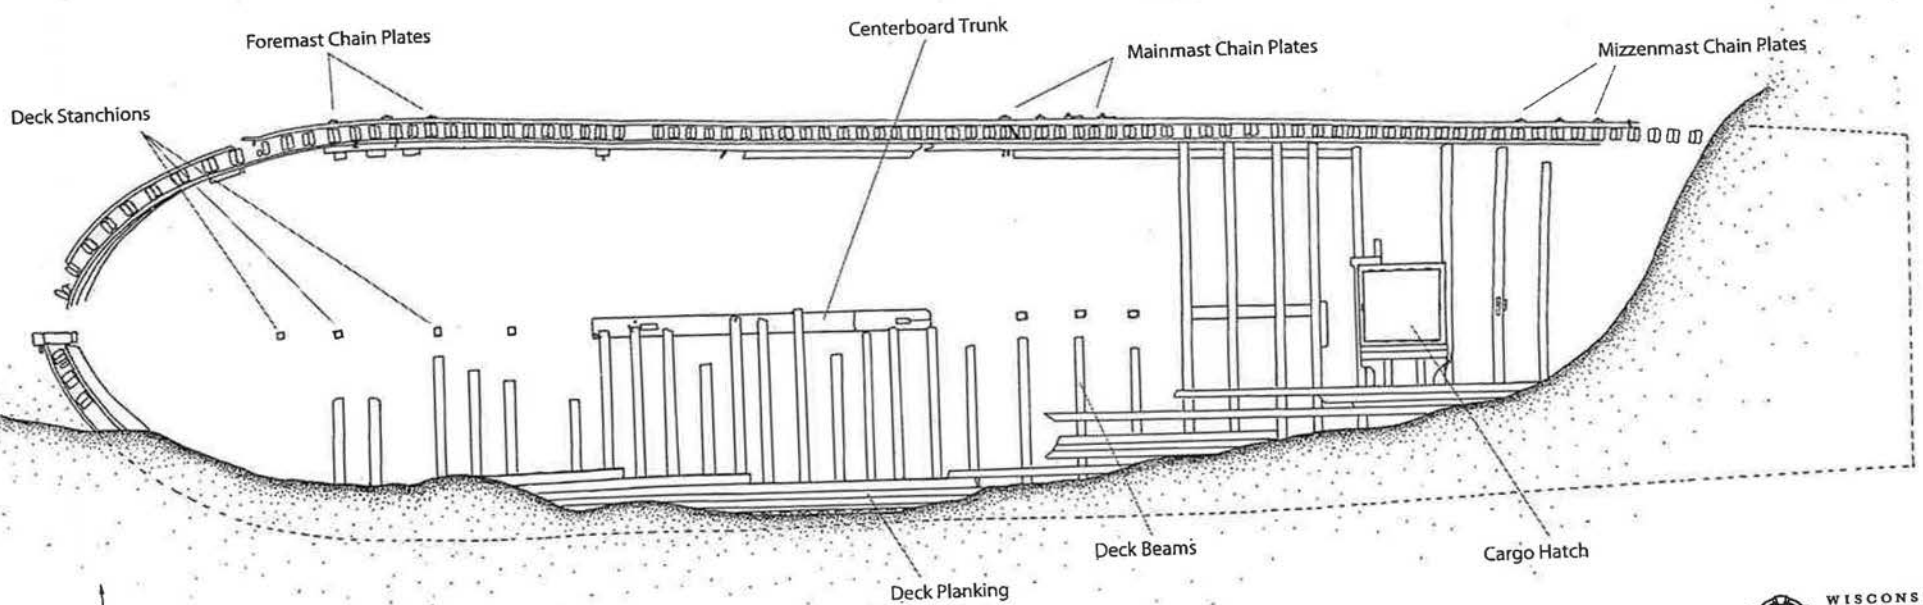 Foremast Chain Plates
Centerboard Trunk
Mainmast Chain Plates
Mizzenmast Chain Plates
Deck Stanchions
Deck Beams
Cargo Hatch
Deck Planking
WISCONS